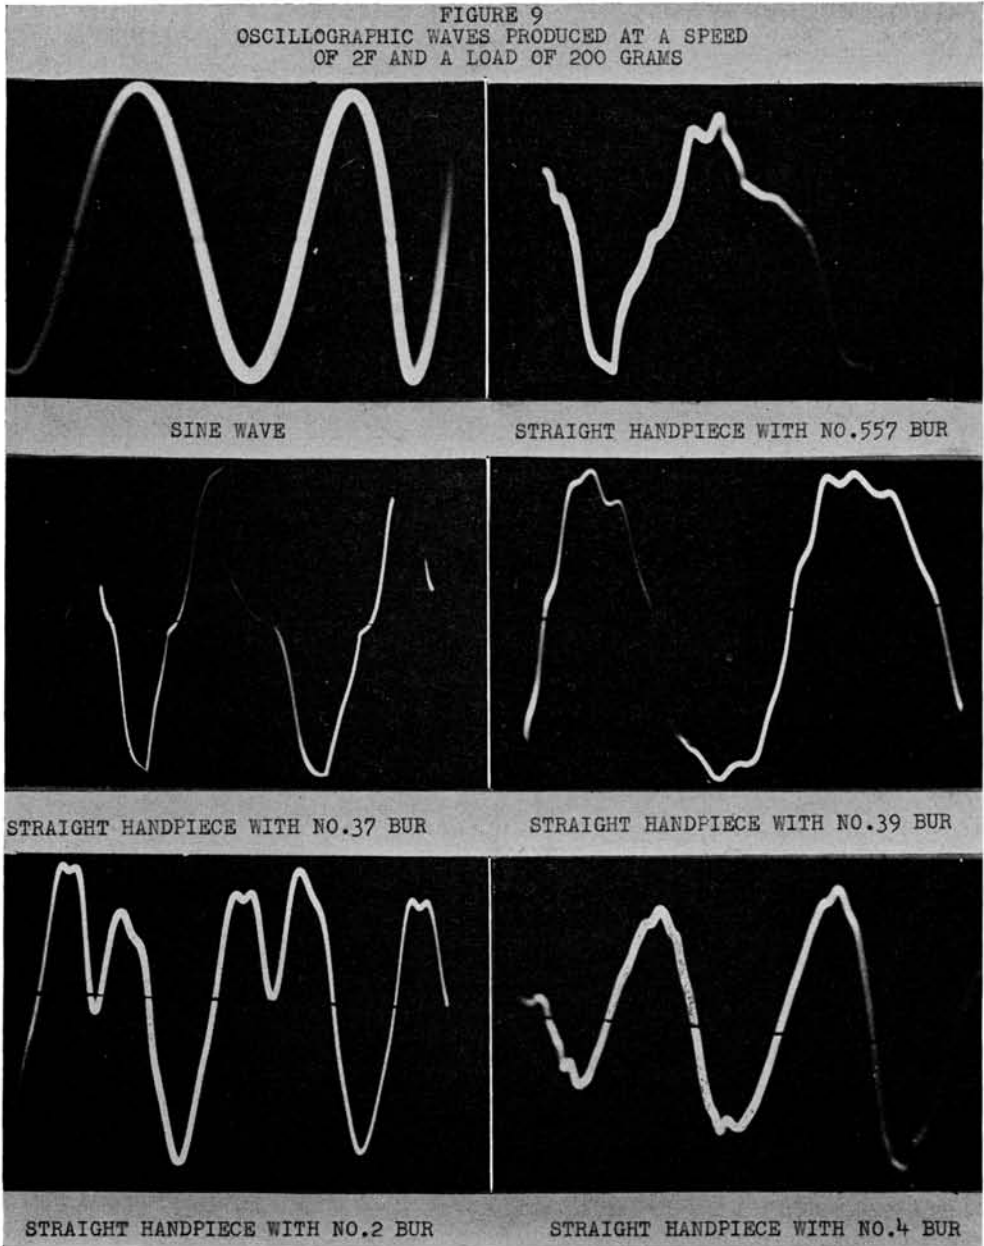 FIGURE 9
OSCILLOGRAPHIC WAVES PRODUCED AT A SPEED
OF 2F AND A LOAD OF 200 GRAMS
SINE WAVE
STRAIGHT HANDPIECE WITH NO.557 BUR
STRAIGHT HANDPIECE WITH NO.37 BUR
STRAIGHT HANDPIECE WITH NO.39 BUR
STRAIGHT HANDPIECE WITH NO.2 BUR
STRAIGHT HANDPIECE WITH NO.4 BUR